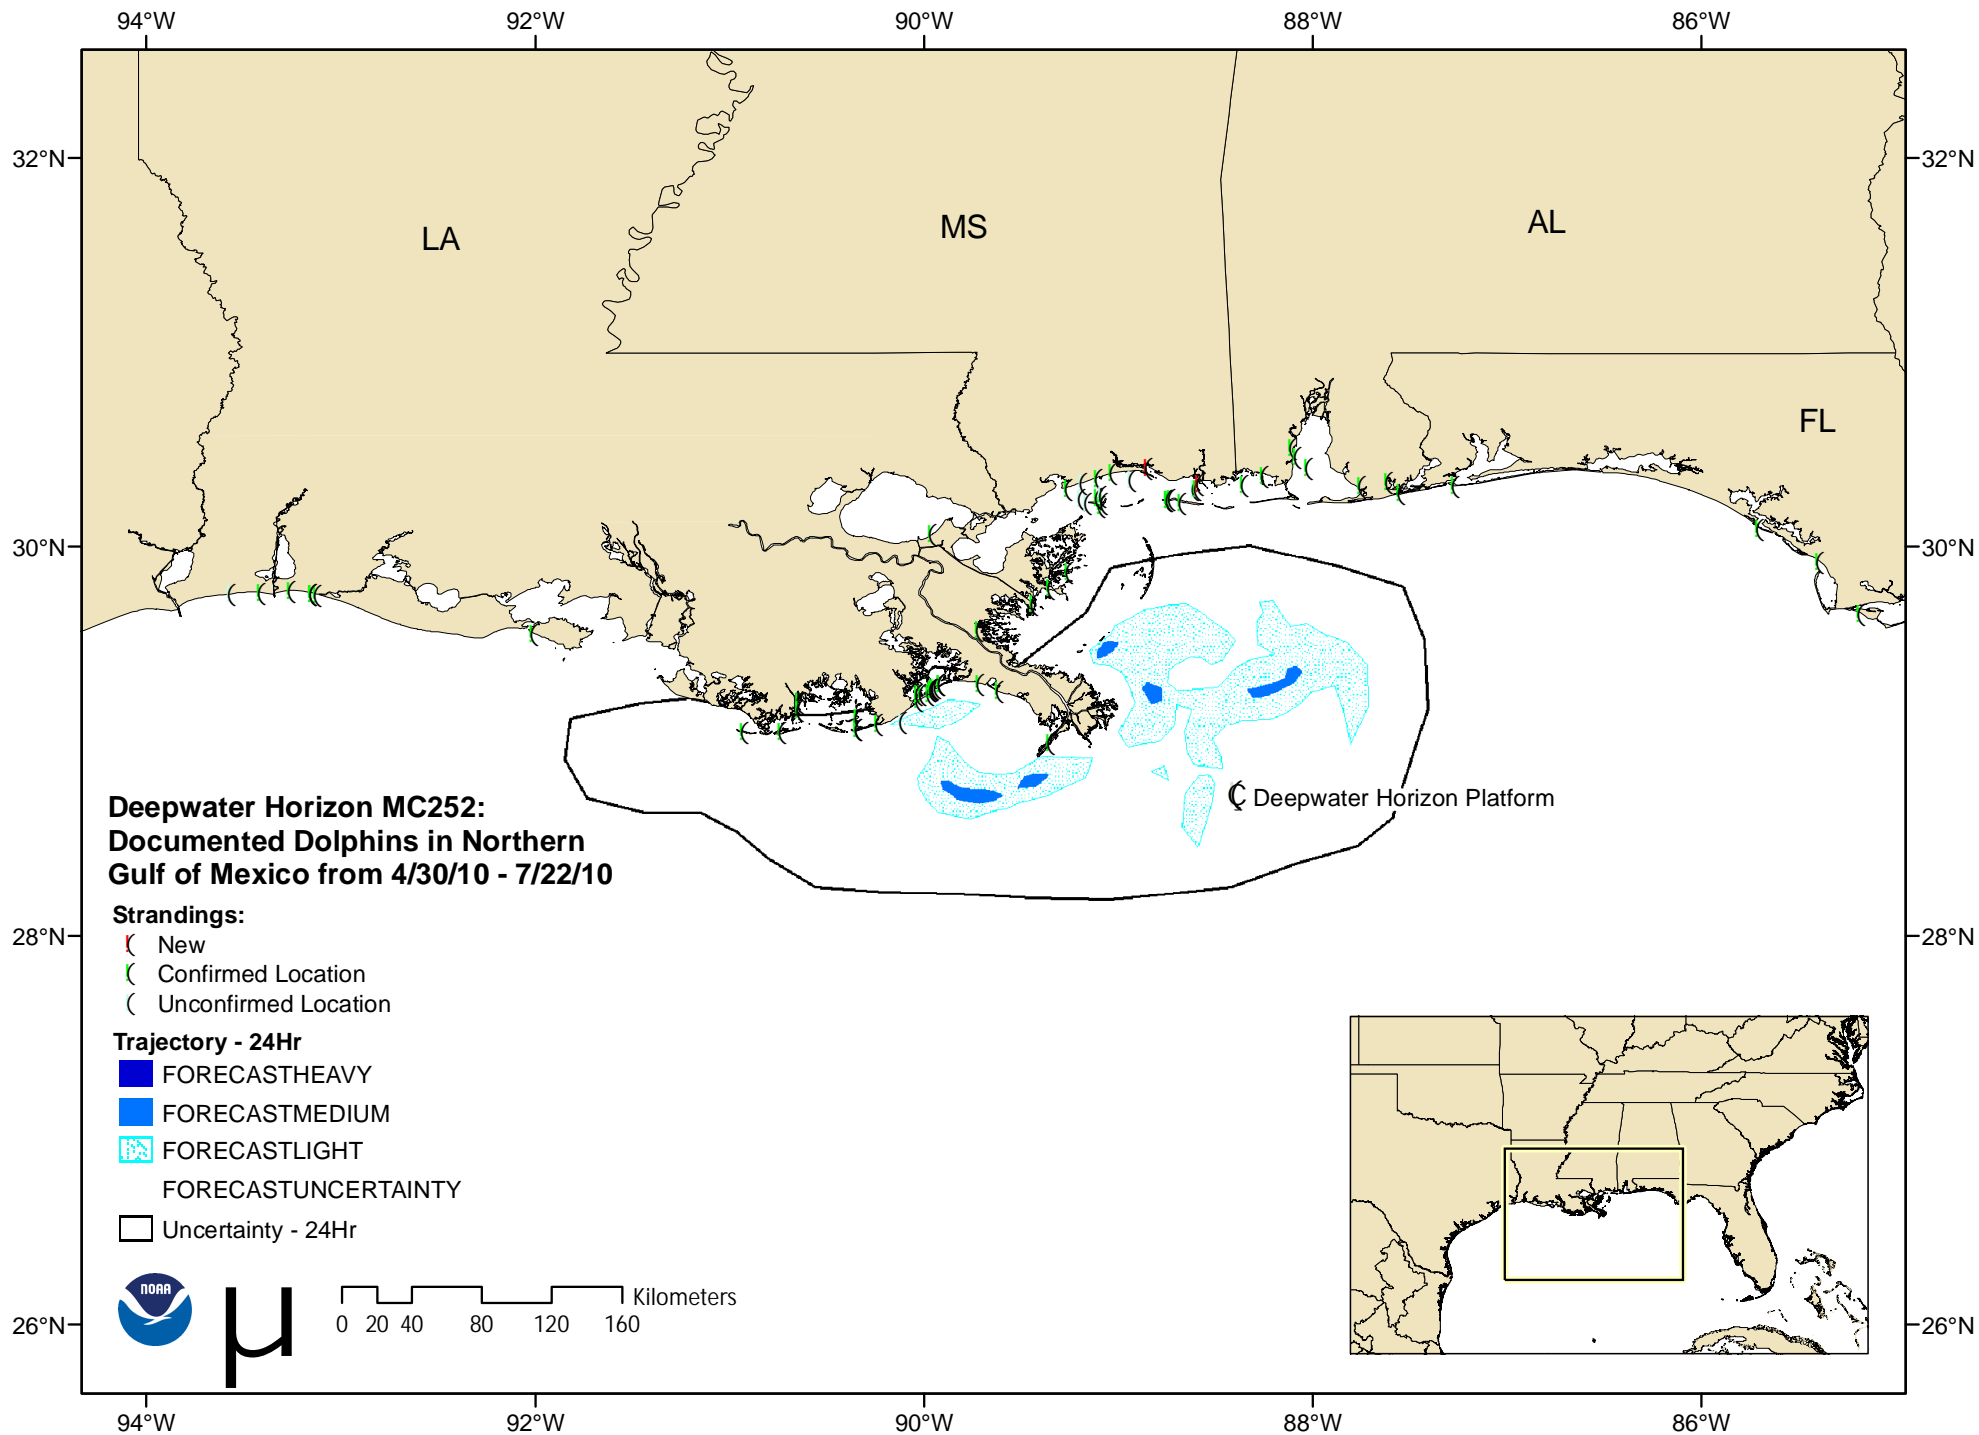 94°W 92°W 90°W 88°W 86°W
32°N 32°N
LA MS AL
FL
30°N 30°N
Deepwater Horizon Platform
Deepwater Horizon MC252:
Documented Dolphins in Northern
Gulf of Mexico from 4/30/10 - 7/22/10
Strandings:
New
Confirmed Location
Unconfirmed Location
28°N 28°N
Trajectory - 24Hr
FORECASTHEAVY
FORECASTMEDIUM
FORECASTLIGHT
FORECASTUNCERTAINTY
Uncertainty - 24Hr
NOAA
µ
Kilometers
0 20 40 80 120 160
26°N 26°N
94°W 92°W 90°W 88°W 86°W